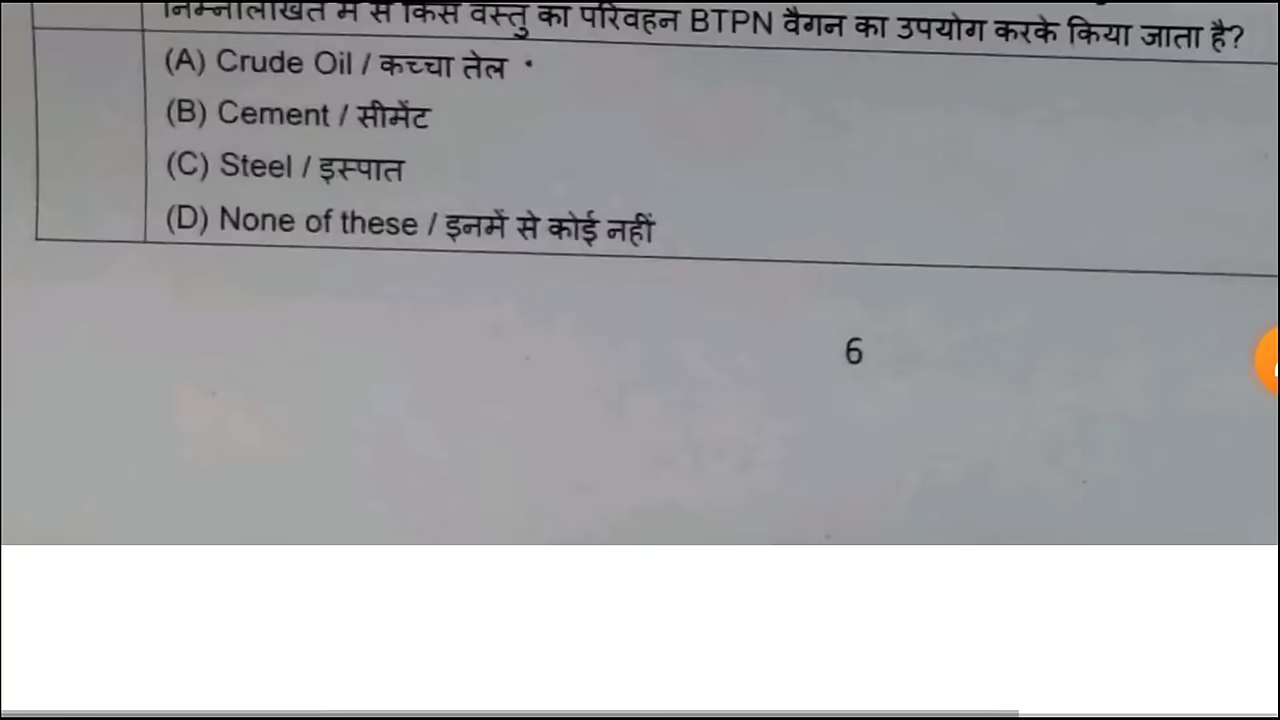 निम्नलिखित में से किस वस्तु का परिवहन BTPN वैगन का उपयोग करके किया जाता है?
(A) Crude Oil / कच्चा तेल
(B) Cement / सीमेंट
(C) Steel / इस्पात
(D) None of these / इनमें से कोई नहीं
6